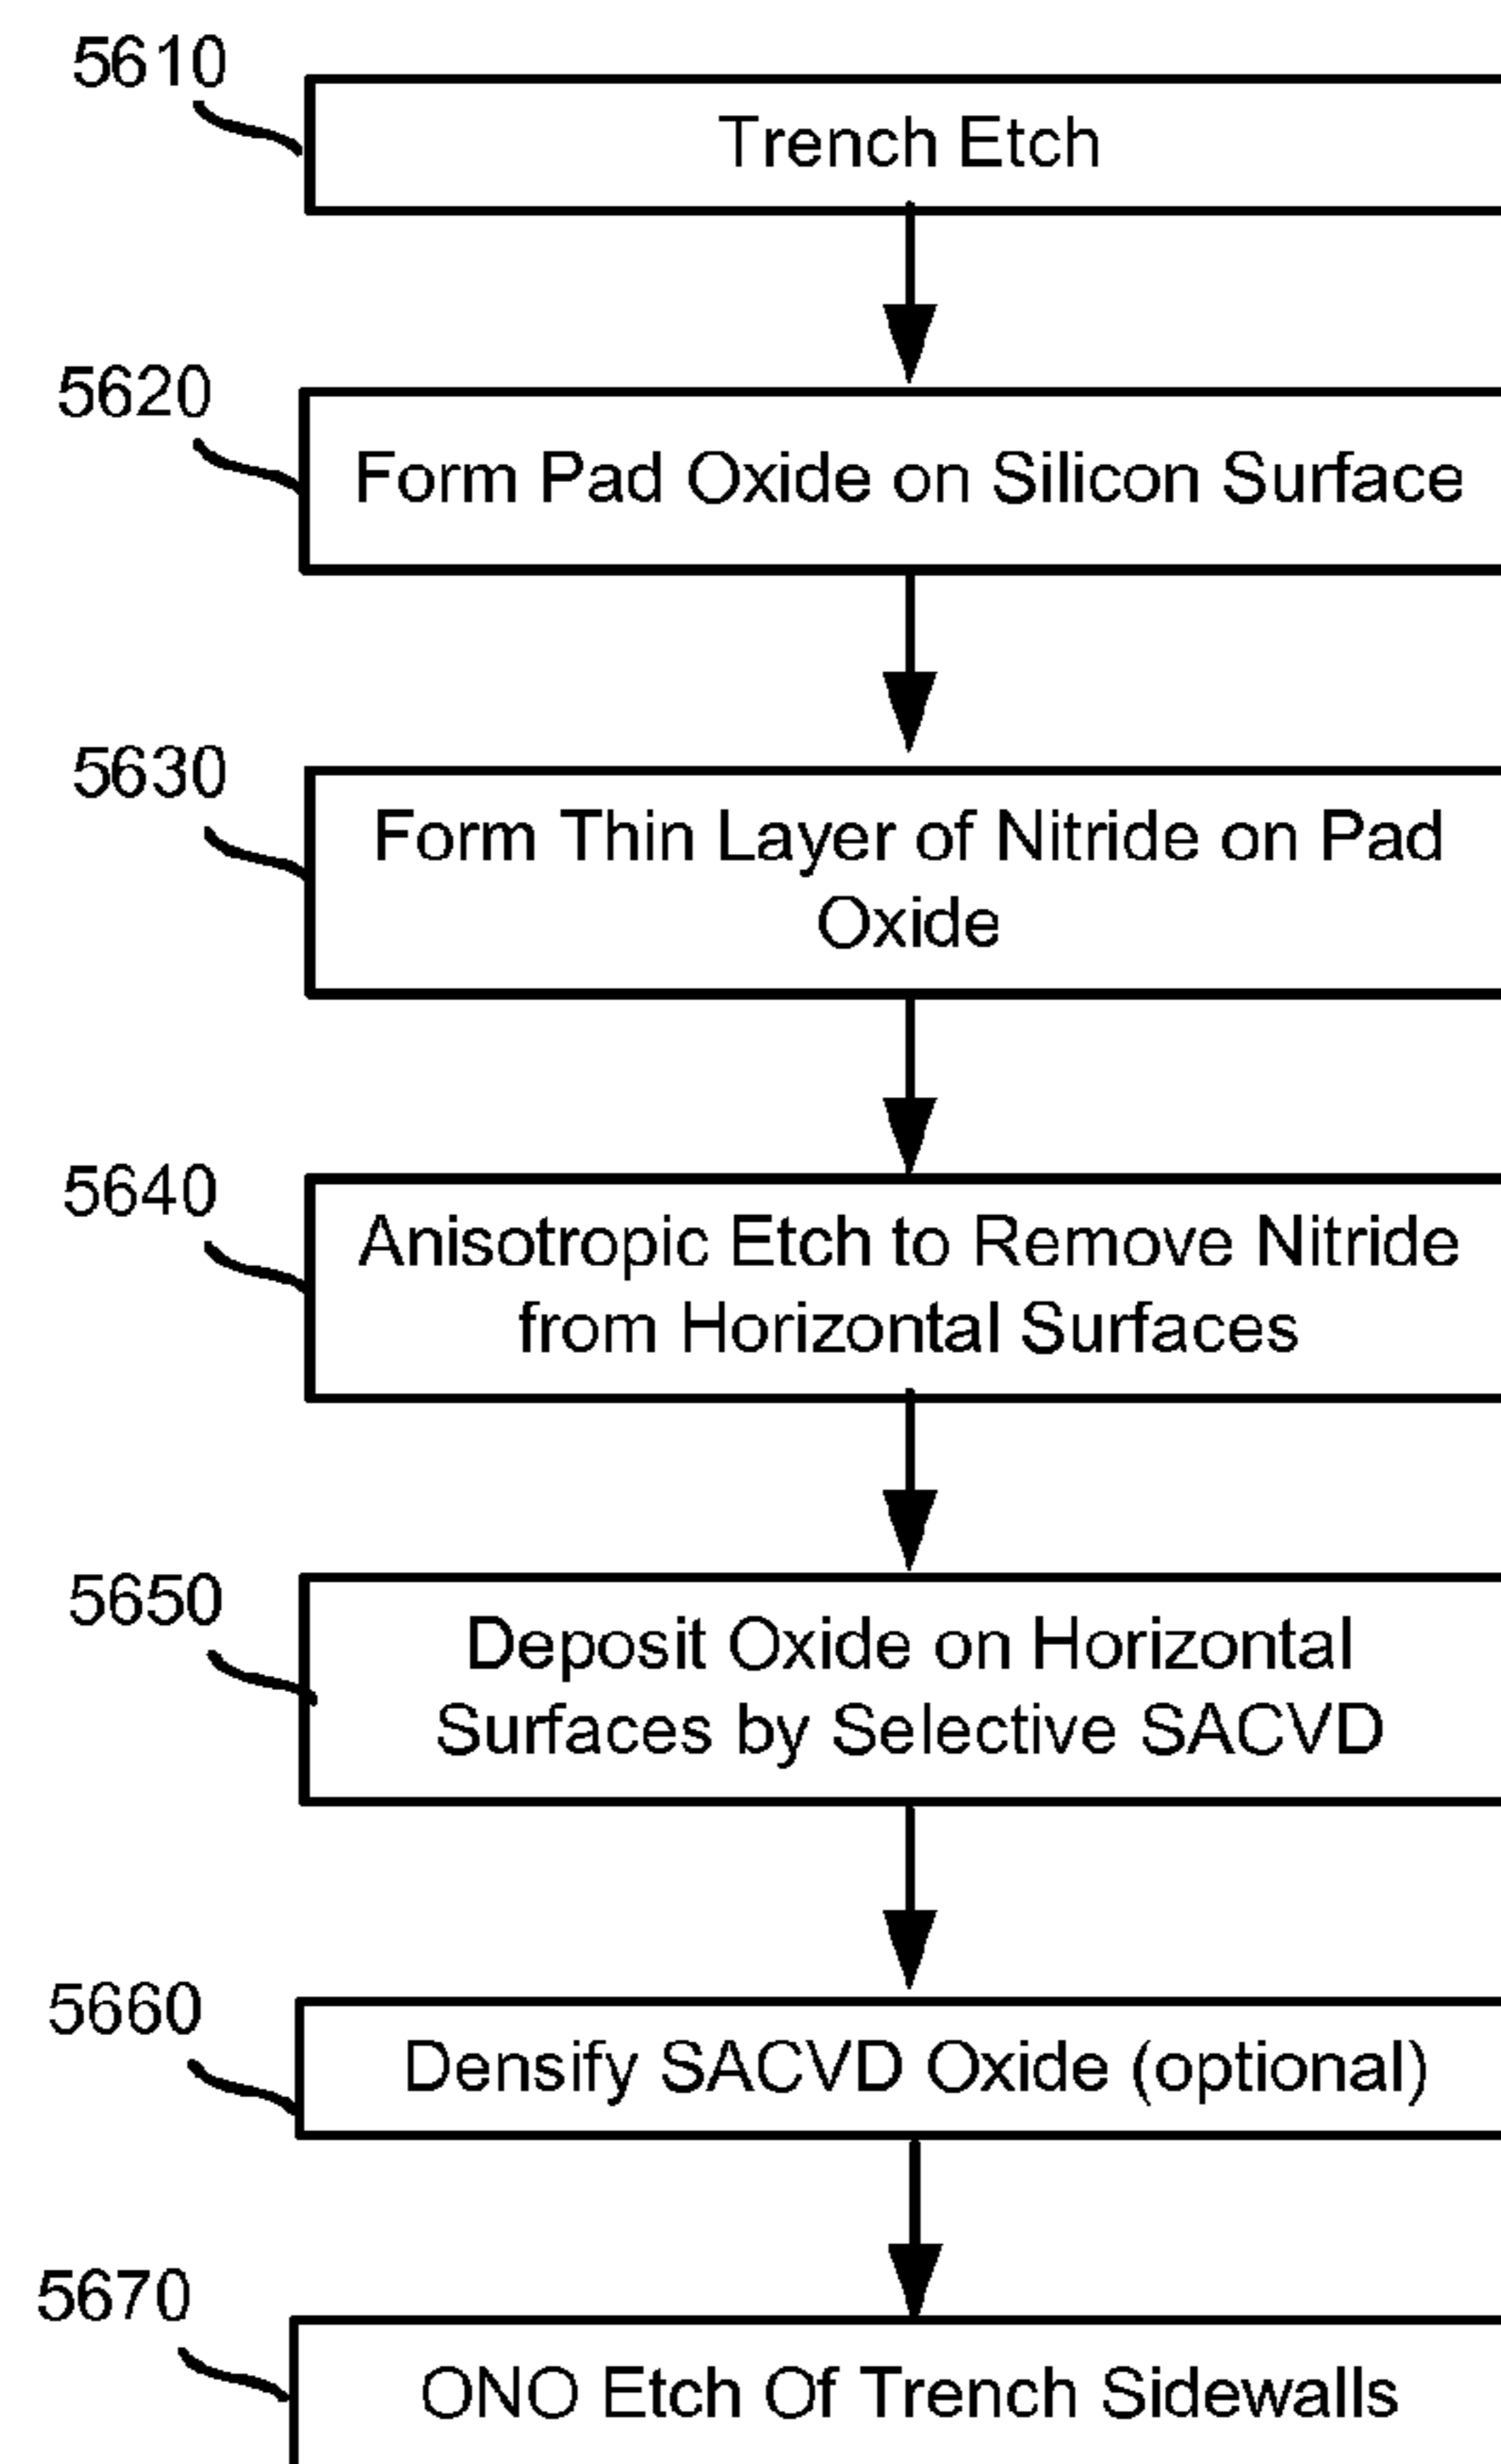 5610
Trench Etch
5620
Form Pad Oxide on Silicon Surface
5630
Form Thin Layer of Nitride on Pad
Oxide
5640
Anisotropic Etch to Remove Nitride
from Horizontal Surfaces
5650
Deposit Oxide on Horizontal
Surfaces by Selective SACVD
5660
Densify SACVD Oxide (optional)
5670
ONO Etch Of Trench Sidewalls